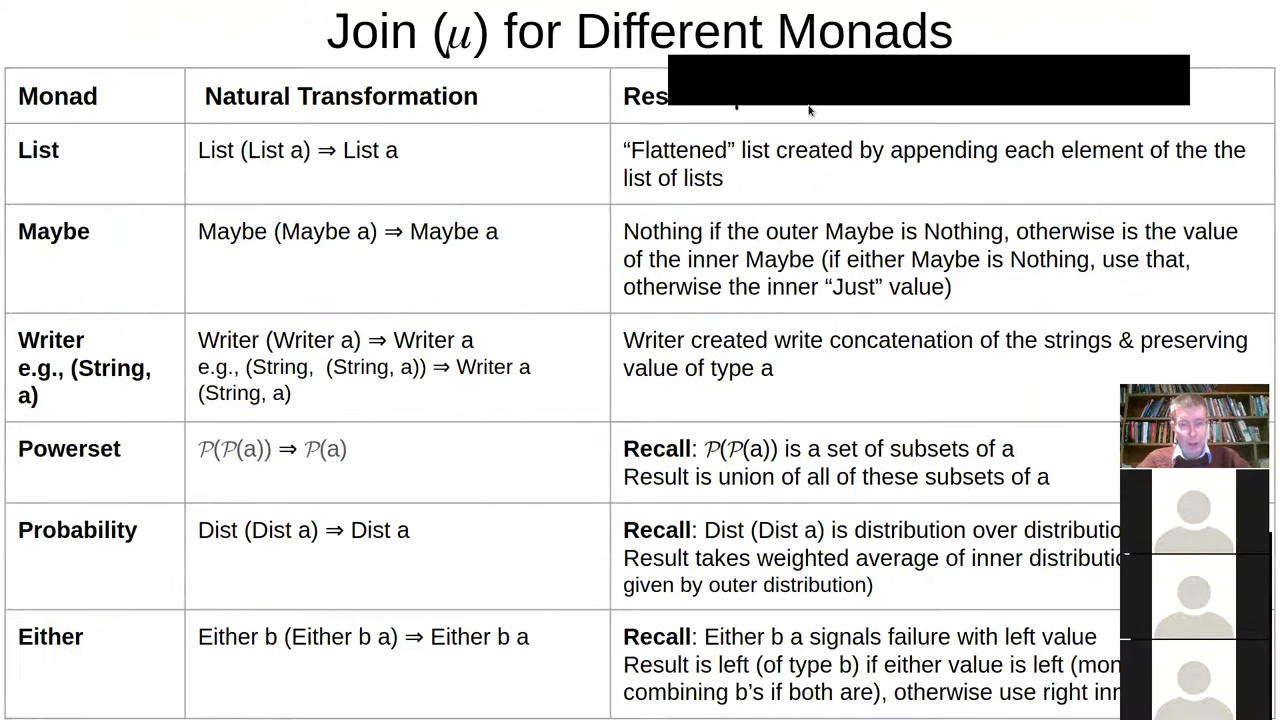 Join (μ) for Different Monads
Monad Natural Transformation
List List (List a) ⇒ List a “Flattened” list created by appending each element of the the
list of lists
Maybe Maybe (Maybe a) ⇒ Maybe a Nothing if the outer Maybe is Nothing, otherwise is the value
of the inner Maybe (if either Maybe is Nothing, use that,
otherwise the inner “Just” value)
Writer Writer (Writer a) ⇒ Writer a Writer created write concatenation of the strings & preserving
e.g., (String, e.g., (String, (String, a)) ⇒ Writer a value of type a
a) (String, a)
Powerset 𝒫(𝒫(a)) ⇒ 𝒫(a) Recall: 𝒫(𝒫(a)) is a set of subsets of a
Result is union of all of these subsets of a
Probability Dist (Dist a) ⇒ Dist a Recall: Dist (Dist a) is distribution over
Result takes weighted average of inner
given by outer distribution)
Either Either b (Either b a) ⇒ Either b a Recall: Either b a signals failure with left value
Result is left (of type b) if either value is left
combining b’s if both are), otherwise use right